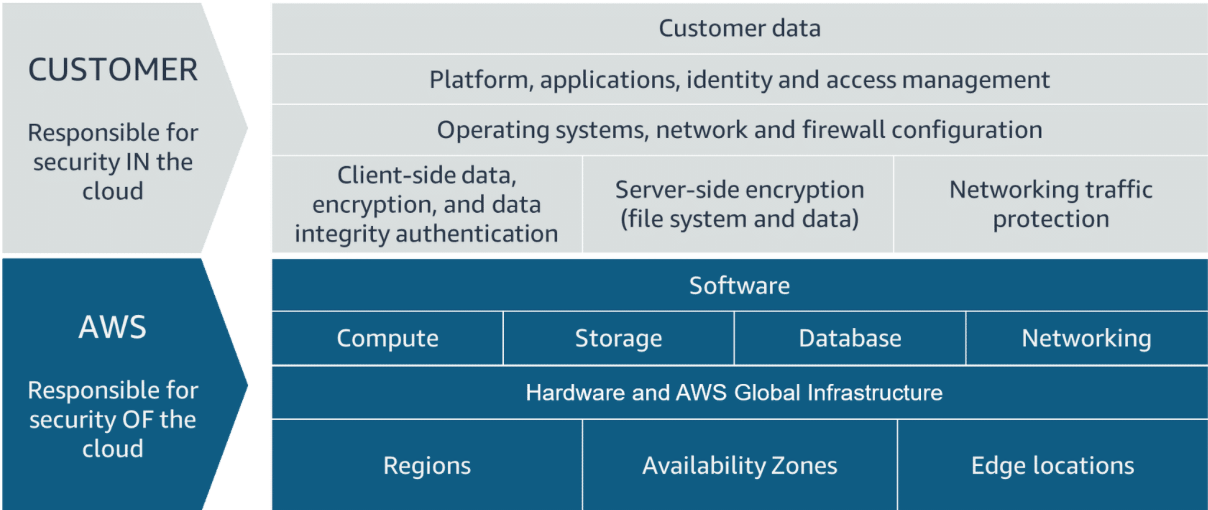 CUSTOMER
Responsible for
security IN the
cloud
Customer data
Platform, applications, identity and access management
Operating systems, network and firewall configuration
Client-side data,
encryption, and data
integrity authentication
Server-side encryption
(file system and data)
Networking traffic
protection
AWS
Responsible for
security OF the
cloud
Software
Compute
Storage
Database
Networking
Hardware and AWS Global Infrastructure
Regions
Availability Zones
Edge locations